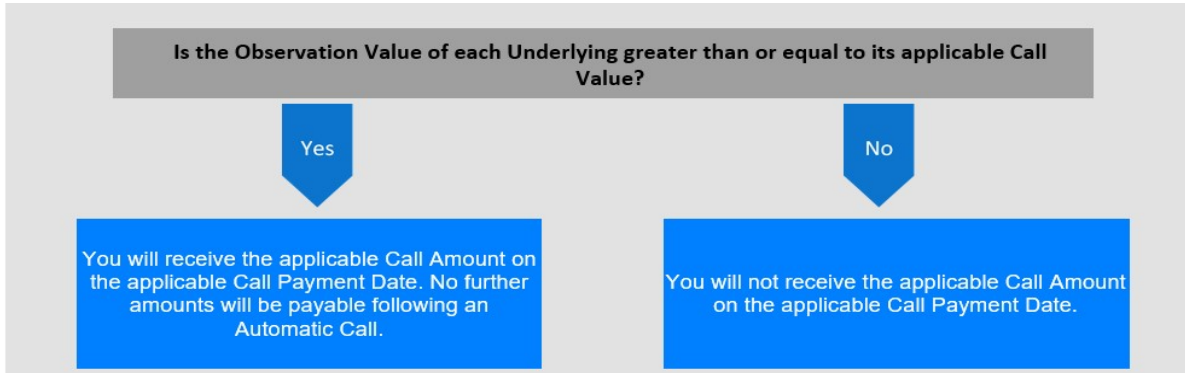 Is the Observation Value of each Underlying greater than or equal to its applicable Call
Value?
Yes
No
You will receive the applicable Call Amount on
the applicable Call Payment Date. No further
amounts will be payable following an
Automatic Call.
You will not receive the applicable Call Amount
on the applicable Call Payment Date.